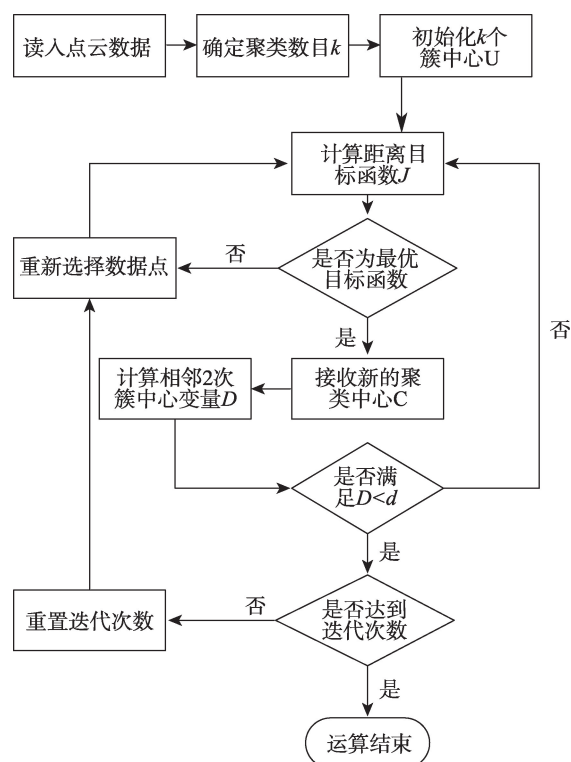 读入点云数据
确定聚类数目k
初始化k个
簇中心U
计算距离目
标函数J
是否为最优
目标函数
否
重新选择数据点
是
否
计算相邻2次
簇中心变量D
接收新的聚
类中心C
是否满
足D<d
是
是否达到
迭代次数
否
重置迭代次数
是
运算结束